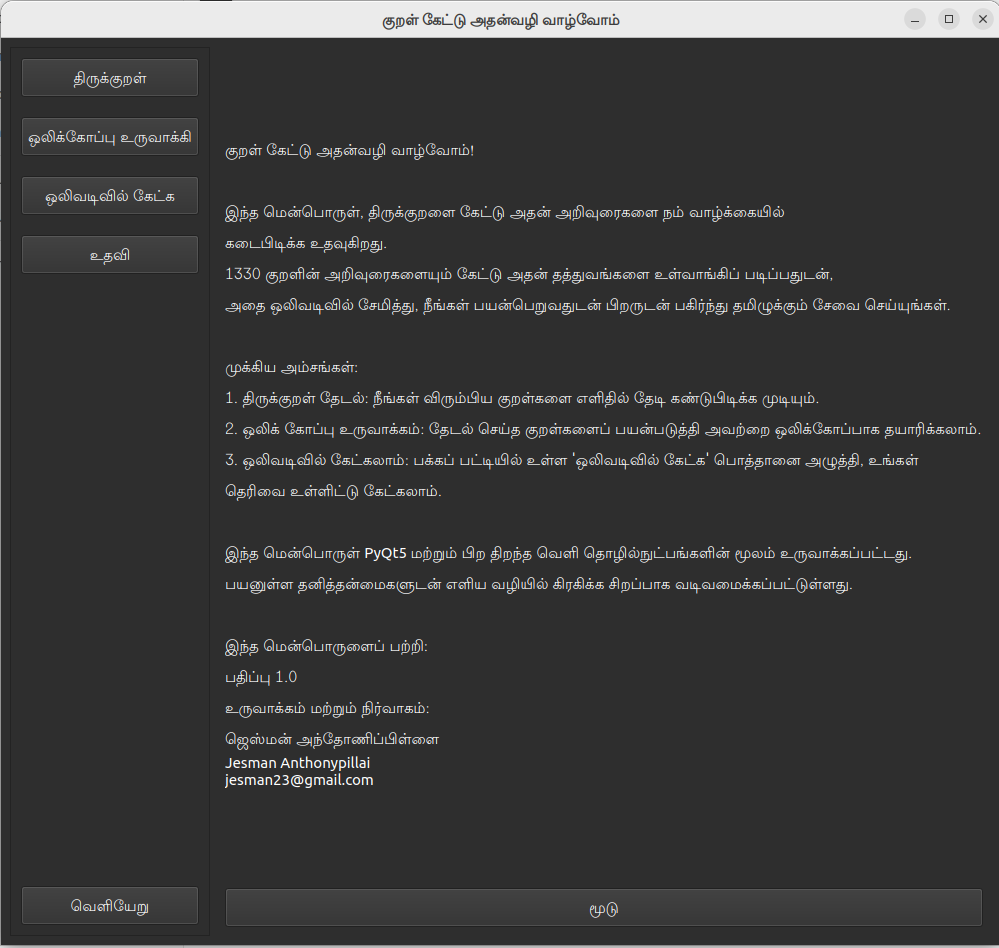 குறள் கேட்டு அதன்வழி வாழ்வோம்
திருக்குறள்
ஒலிக்கோப்பு உருவாக்கி
ஒலிவடிவில் கேட்க
உதவி
வெளியேறு
குறள் கேட்டு அதன்வழி வாழ்வோம்!
இந்த மென்பொருள், திருக்குறளை கேட்டு அதன் அறிவுரைகளை நம் வாழ்க்கையில்
கடைபிடிக்க உதவுகிறது.
1330 குறளின் அறிவுரைகளையும் கேட்டு அதன் தத்துவங்களை உள்வாங்கிப் படிப்பதுடன்,
அதை ஒலிவடிவில் சேமித்து, நீங்கள் பயன்பெறுவதுடன் பிறருடன் பகிர்ந்து தமிழுக்கும் சேவை செய்யுங்கள்.
முக்கிய அம்சங்கள்:
1. திருக்குறள் தேடல்: நீங்கள் விரும்பிய குறள்களை எளிதில் தேடி கண்டுபிடிக்க முடியும்.
2. ஒலிக் கோப்பு உருவாக்கம்: தேடல் செய்த குறள்களைப் பயன்படுத்தி அவற்றை ஒலிக்கோப்பாக தயாரிக்கலாம்.
3. ஒலிவடிவில் கேட்கலாம்: பக்கப் பட்டியில் உள்ள 'ஒலிவடிவில் கேட்க' பொத்தானை அழுத்தி, உங்கள்
தெரிவை உள்ளிட்டு கேட்கலாம்.
இந்த மென்பொருள் PyQt5 மற்றும் பிற திறந்த வெளி தொழில்நுட்பங்களின் மூலம் உருவாக்கப்பட்டது.
பயனுள்ள தனித்தன்மைகளுடன் எளிய வழியில் கிரகிக்க சிறப்பாக வடிவமைக்கப்பட்டுள்ளது.
இந்த மென்பொருளைப் பற்றி:
பதிப்பு 1.0
உருவாக்கம் மற்றும் நிர்வாகம்:
ஜெஸ்மன் அந்தோணிப்பிள்ளை
Jesman Anthonypillai
jesman23@gmail.com
மூடு